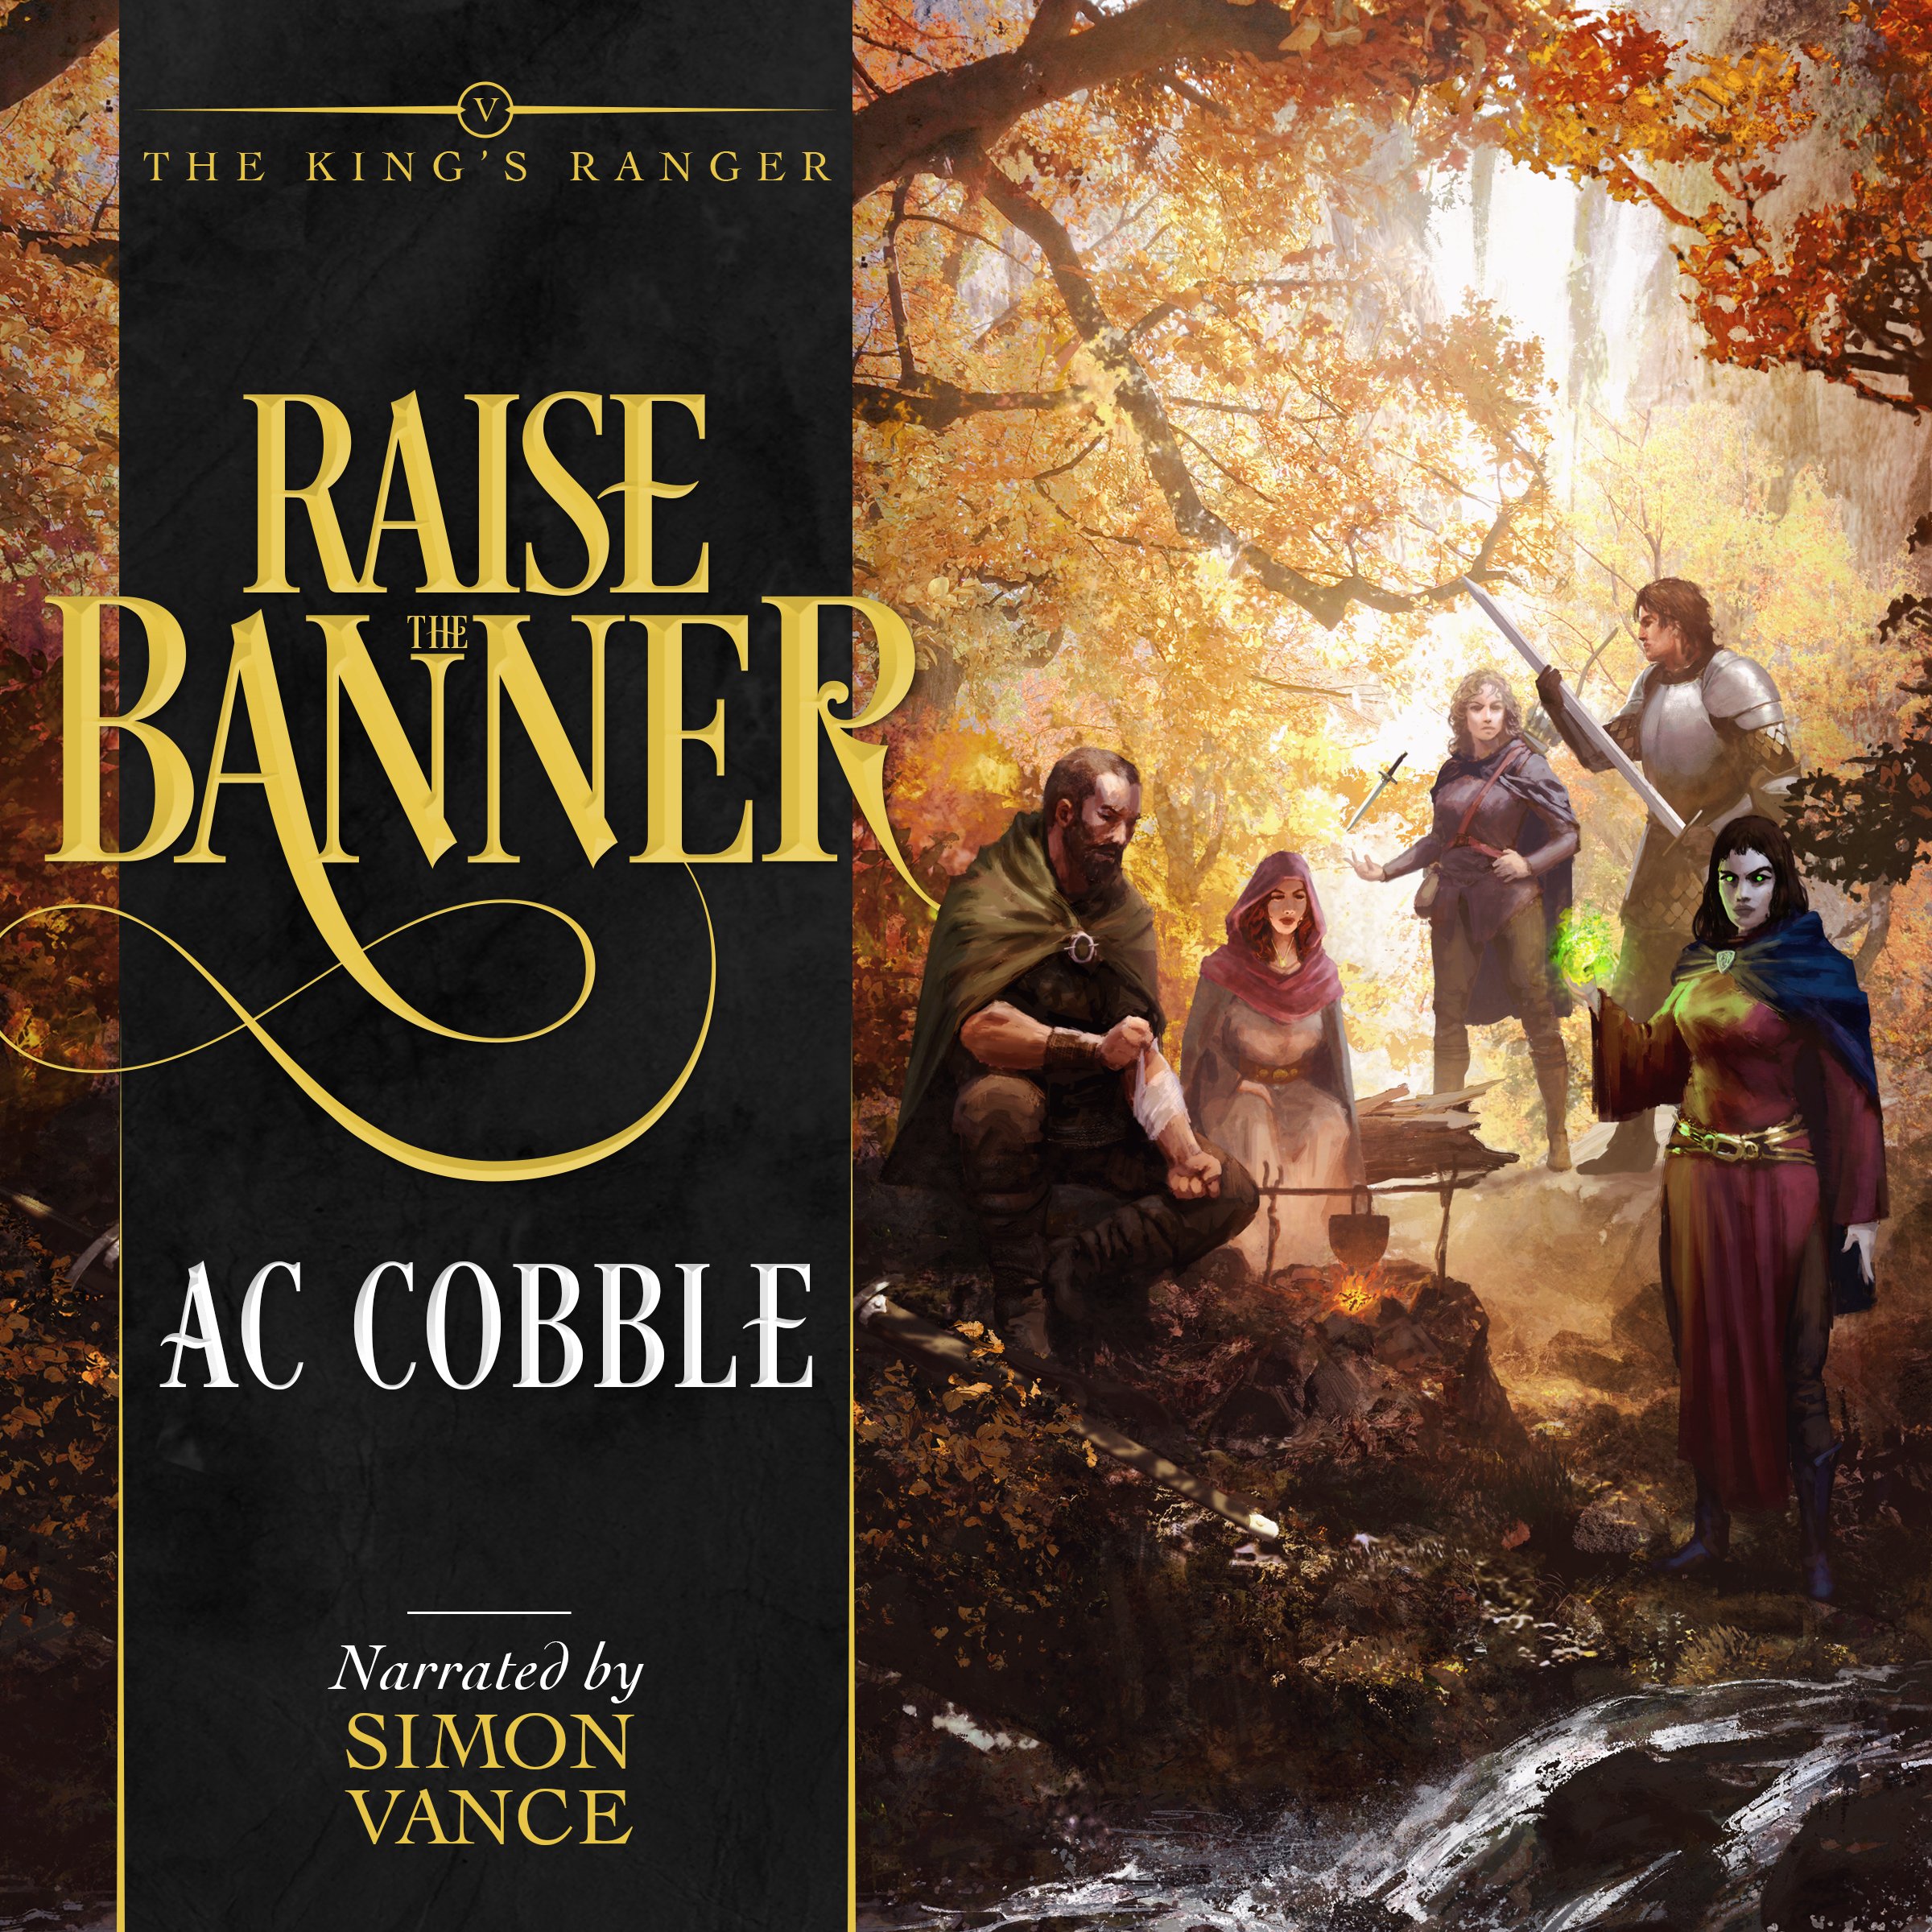 V
THE KING'S RANGER
RAISE
THE
BANNER
AC COBBLE
Narrated by
SIMON
VANCE